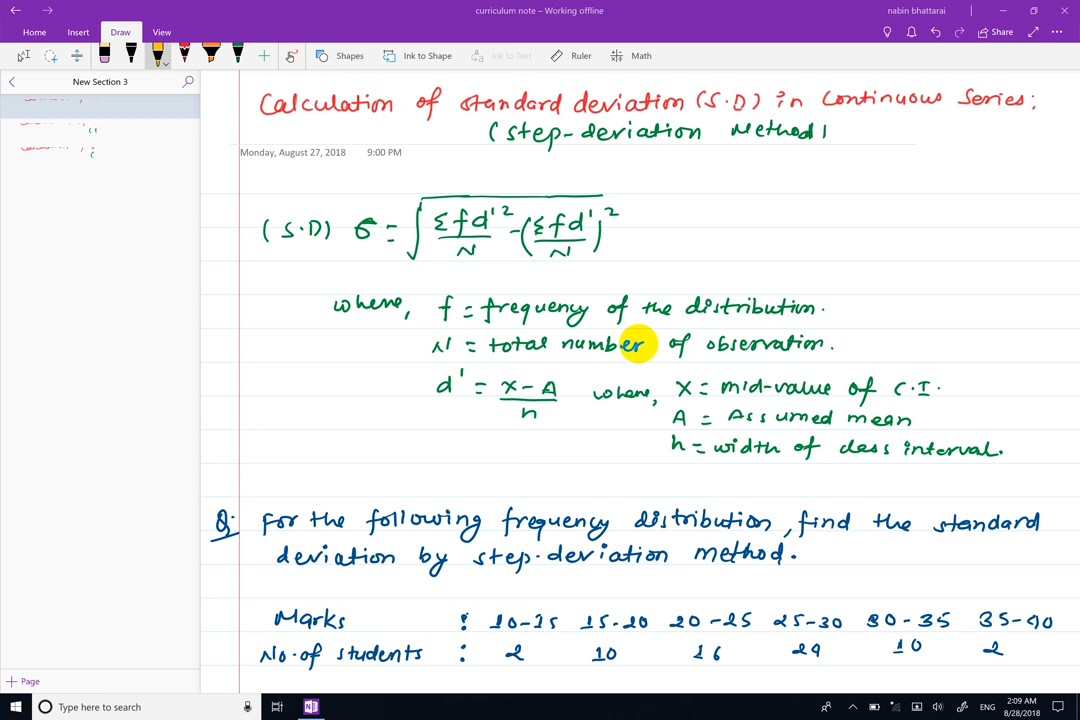 curriculum note – Working offline
nabin bhattarai
Home Insert Draw View
Share
Shapes Ink to Shape Ink to Text Ruler Math
New Section 3
Calculation of standard deviation (S.D) in Continuous Series:
(step-deviation Method)
Monday, August 27, 2018 9:00 PM
(S.D) σ = √ Σfd'²/N - (Σfd'/N)²
where, f = frequency of the distribution.
N = total number of observation.
d' = x - A / h where, X = mid-value of C.I.
A = Assumed mean
h = width of class interval.
Q. For the following frequency distribution, find the standard
deviation by step-deviation method.
Marks : 10-15 15-20 20-25 25-30 30-35 35-40
No. of students : 2 10 16 24 10 2
+ Page
Type here to search
ENG
2:09 AM
8/28/2018